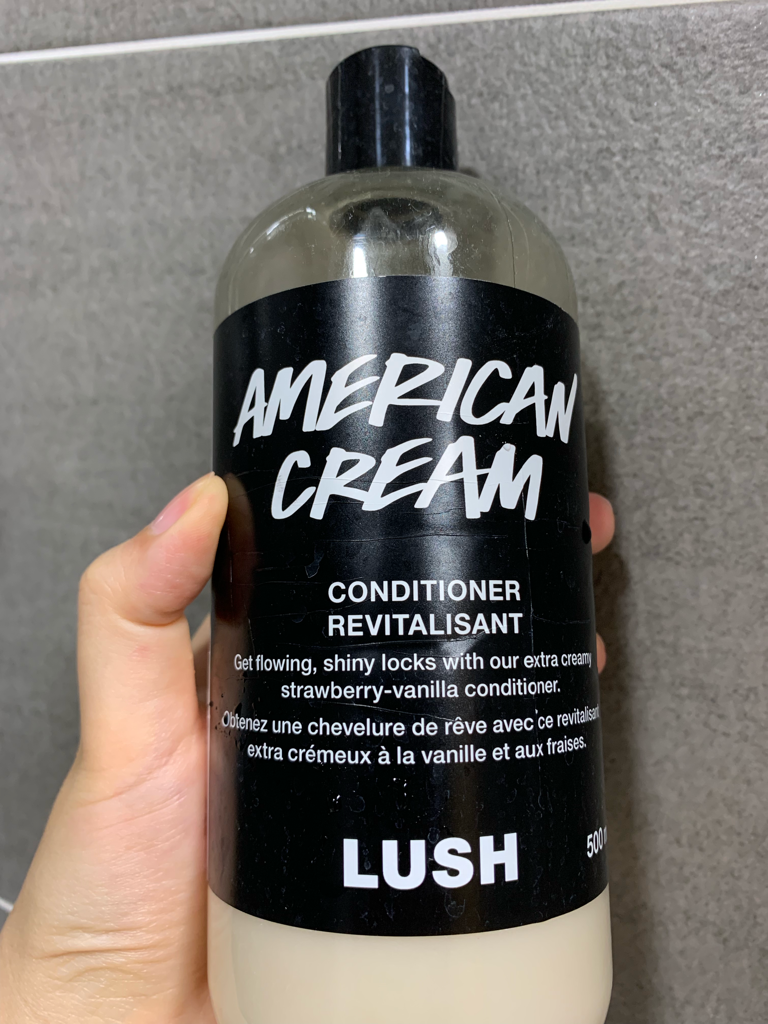 AMERICAN
CREAM
CONDITIONER
REVITALISANT
Get flowing, shiny locks with our extra creamy
strawberry-vanilla conditioner.
Obtenez une chevelure de rêve avec ce revitalisant
extra crémeux à la vanille et aux fraises.
LUSH
500